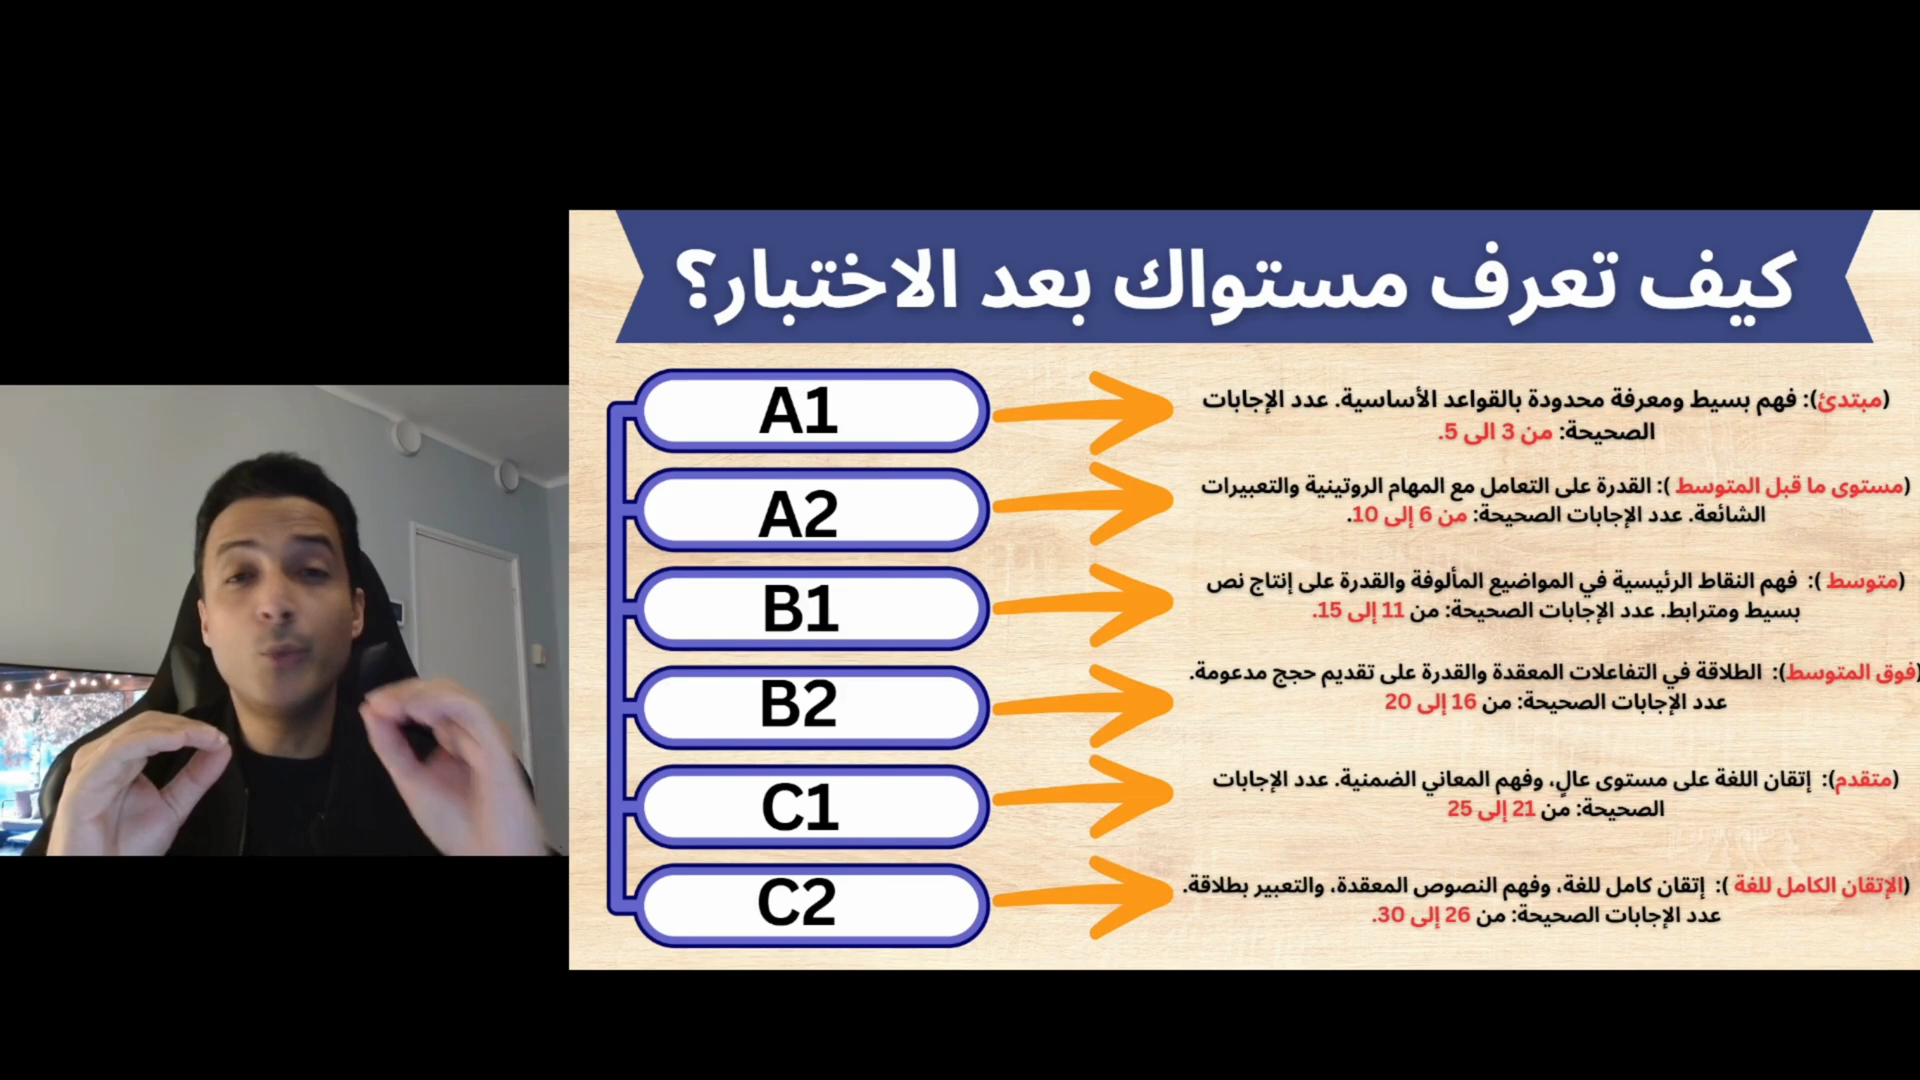 كيف تعرف مستواك بعد الاختبار؟
A1
(مبتدئ): فهم بسيط ومعرفة محدودة بالقواعد الأساسية. عدد الإجابات
الصحيحة: من 3 الى 5.
A2
(مستوى ما قبل المتوسط ): القدرة على التعامل مع المهام الروتينية والتعبيرات
الشائعة. عدد الإجابات الصحيحة: من 6 إلى 10.
B1
(متوسط ): فهم النقاط الرئيسية في المواضيع المألوفة والقدرة على إنتاج نص
بسيط ومترابط. عدد الإجابات الصحيحة: من 11 إلى 15.
B2
(فوق المتوسط): الطلاقة في التفاعلات المعقدة والقدرة على تقديم حجج مدعومة.
عدد الإجابات الصحيحة: من 16 إلى 20
C1
(متقدم): إتقان اللغة على مستوى عالٍ، وفهم المعاني الضمنية. عدد الإجابات
الصحيحة: من 21 إلى 25
C2
(الإتقان الكامل للغة ): إتقان كامل للغة، وفهم النصوص المعقدة، والتعبير بطلاقة.
عدد الإجابات الصحيحة: من 26 إلى 30.